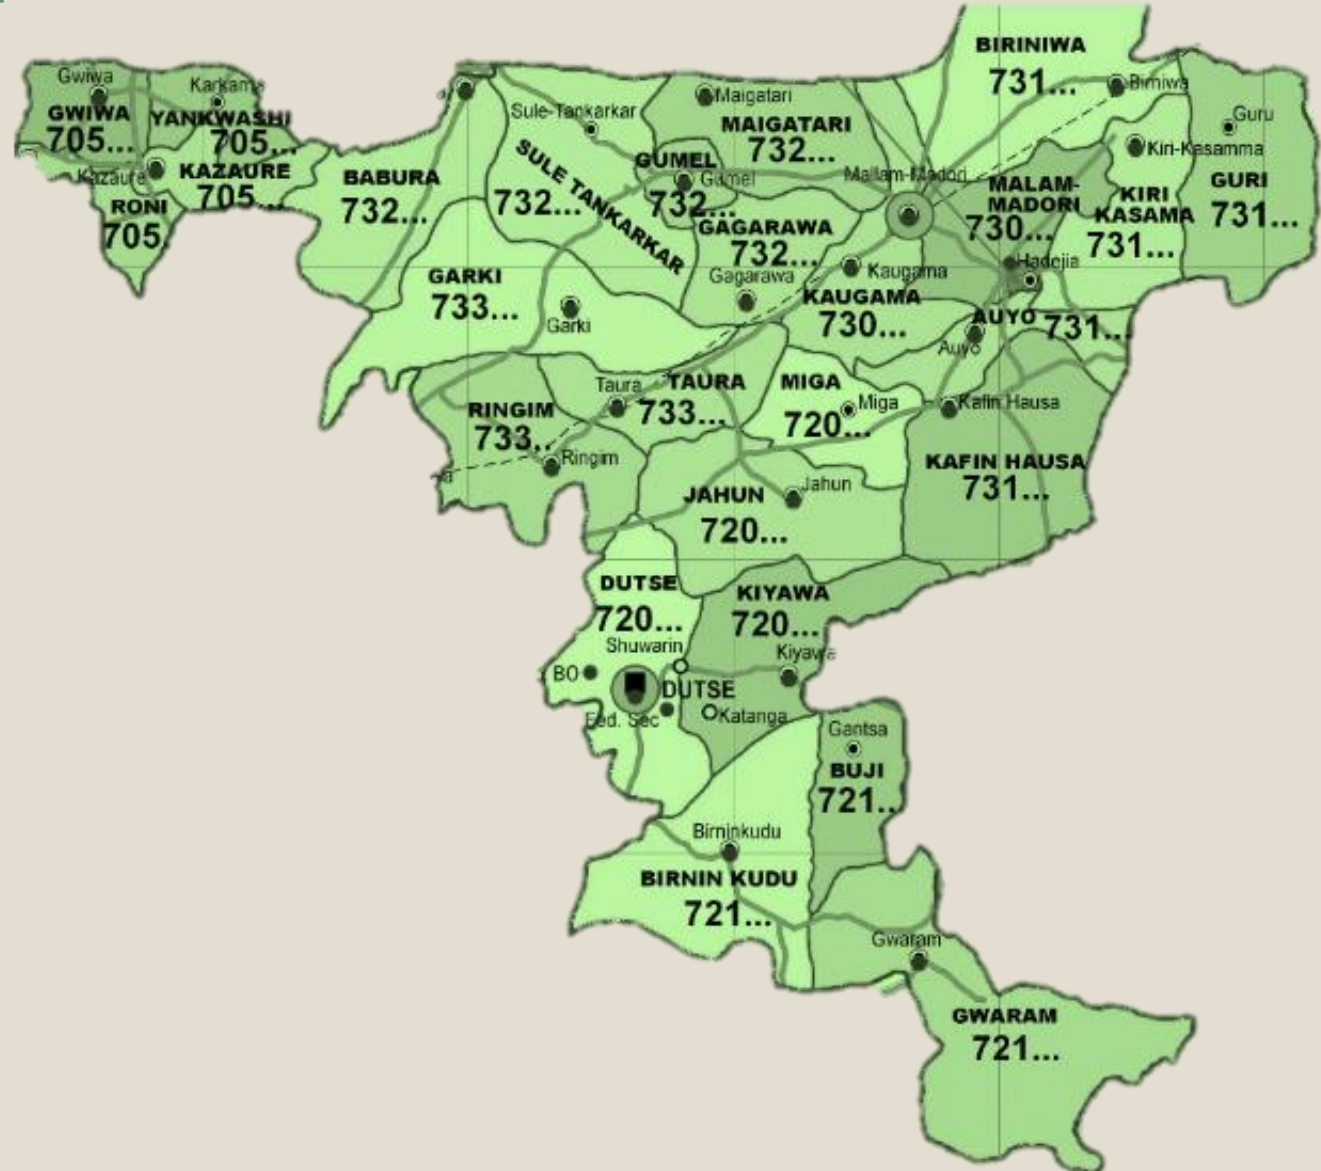 BIRINIWA
731...
Birniwa
Gwiwa
GWIWA
705...
YANKWASHI
705...
Kazaure
KAZAURE
705...
RONI
705.
BABURA
732...
Sule-Tankarkar
SULE TANKARKAR
732...
Maigatari
MAIGATARI
732...
GUMEL
Gumel
732...
GAGARAWA
732...
Gagarawa
Mallam-Madori
MALAM-
MADORI
730...
Kiri-Kasamma
KIRI
KASAMA
731...
Guru
GURI
731...
Hadejia
Kaugama
KAUGAMA
730...
AUYO 731...
Auyo
GARKI
733...
Garki
Taura
TAURA
733...
MIGA
Miga
720...
RINGIM
733..
Ringim
Kafin Hausa
KAFIN HAUSA
731...
JAHUN
Jahun
720...
DUTSE
720...
Shuwarin
BO
DUTSE
Fed. Sec
KIYAWA
720...
Kiyawa
Katanga
Gantsa
BUJI
721..
Birninkudu
BIRNIN KUDU
721...
Gwaram
GWARAM
721...